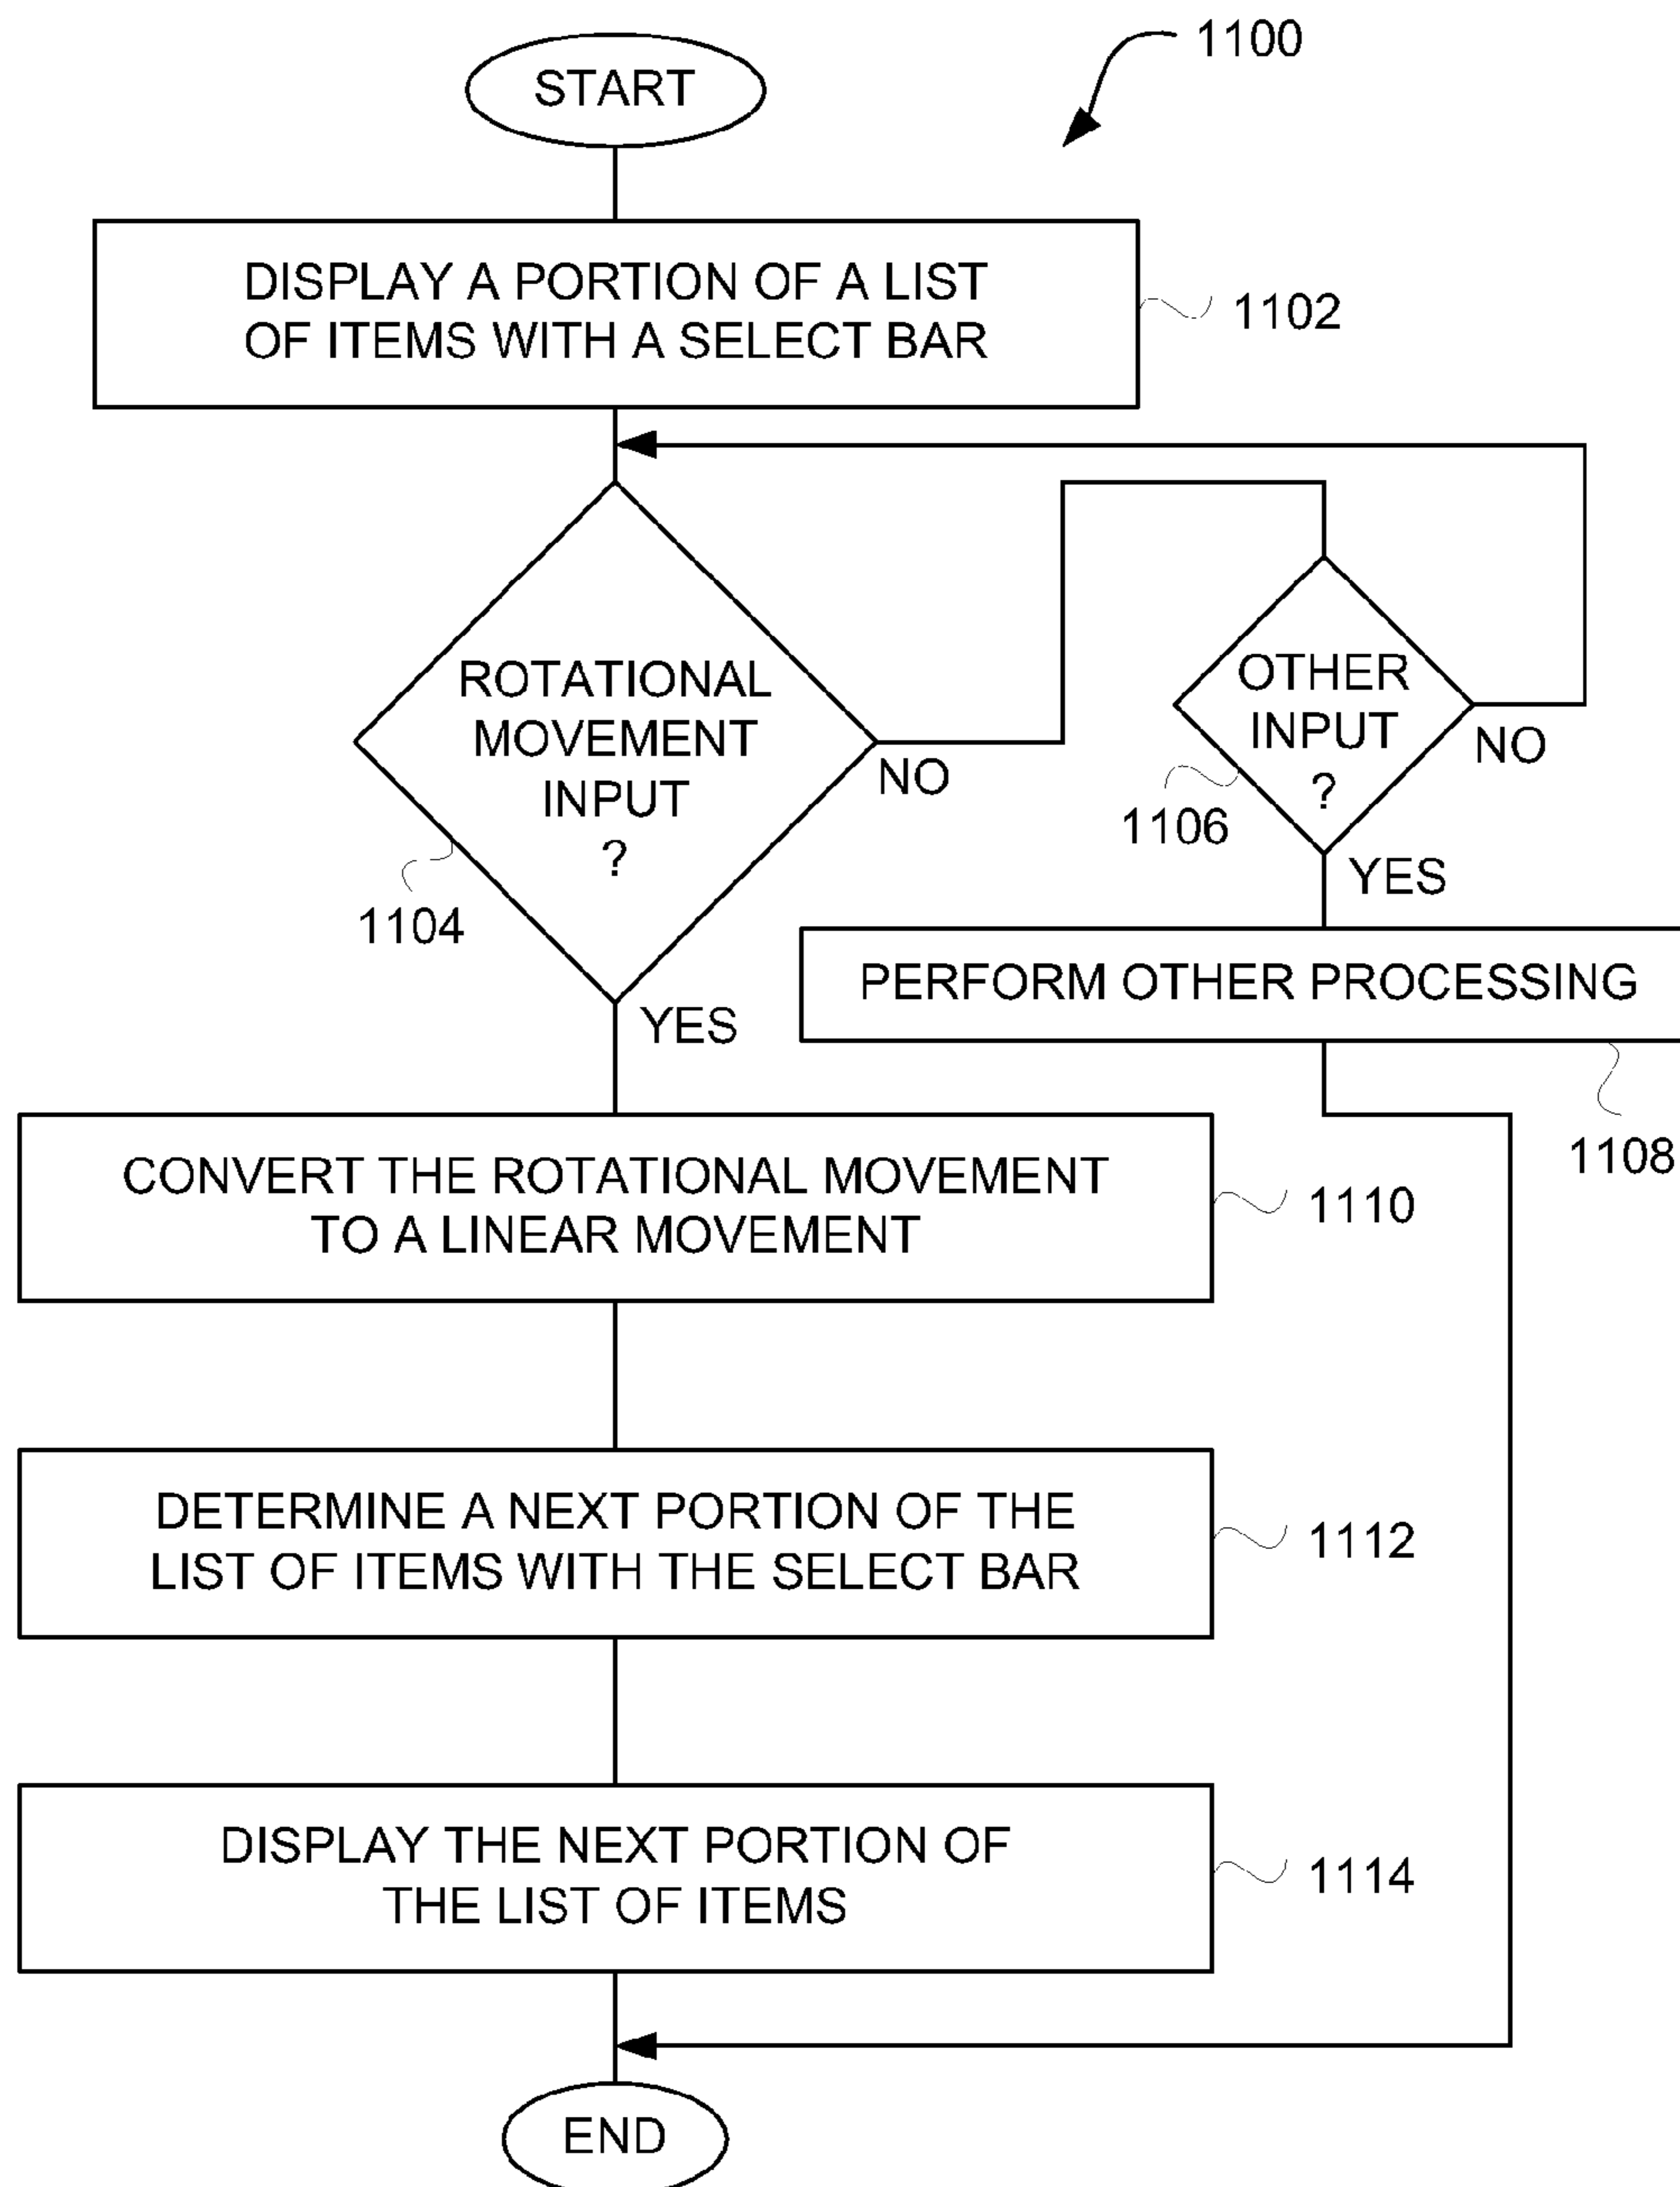 1100
START
DISPLAY A PORTION OF A LIST
OF ITEMS WITH A SELECT BAR
1102
ROTATIONAL
MOVEMENT
INPUT
?
NO
1104
YES
OTHER
INPUT
?
NO
1106
YES
PERFORM OTHER PROCESSING
1108
CONVERT THE ROTATIONAL MOVEMENT
TO A LINEAR MOVEMENT
1110
DETERMINE A NEXT PORTION OF THE
LIST OF ITEMS WITH THE SELECT BAR
1112
DISPLAY THE NEXT PORTION OF
THE LIST OF ITEMS
1114
END